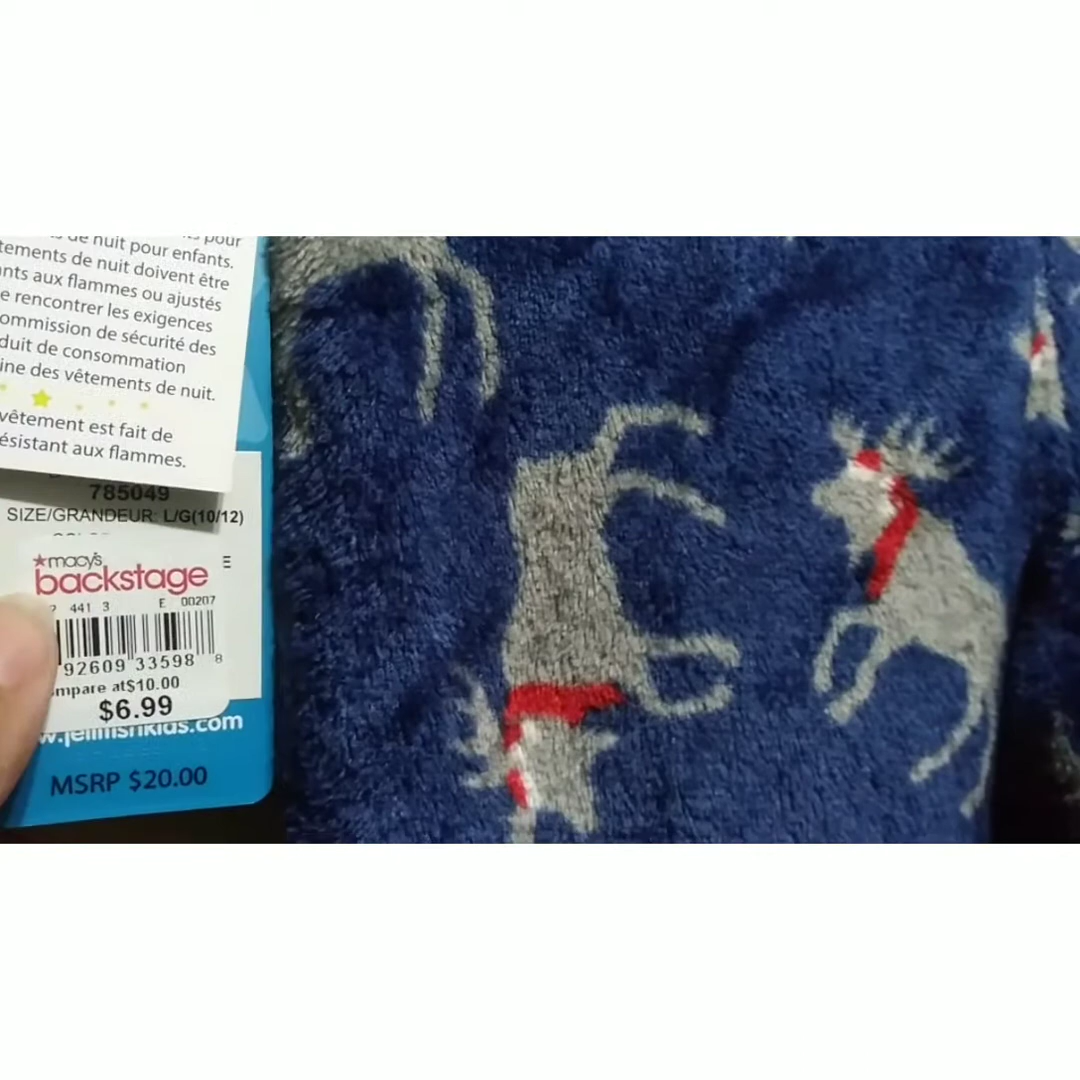 pour
de nuit pour enfants.
tements de nuit doivent être
nts aux flammes ou ajustés
e rencontrer les exigences
ommission de sécurité des
duit de consommation
ine des vêtements de nuit.
vêtement est fait de
ésistant aux flammes.
785049
SIZE/GRANDEUR: L/G(10/12)
macy's
backstage
441 3 E 00207
92609 33598 8
mpare at$10.00
$6.99
w.jellifishkids.com
MSRP $20.00